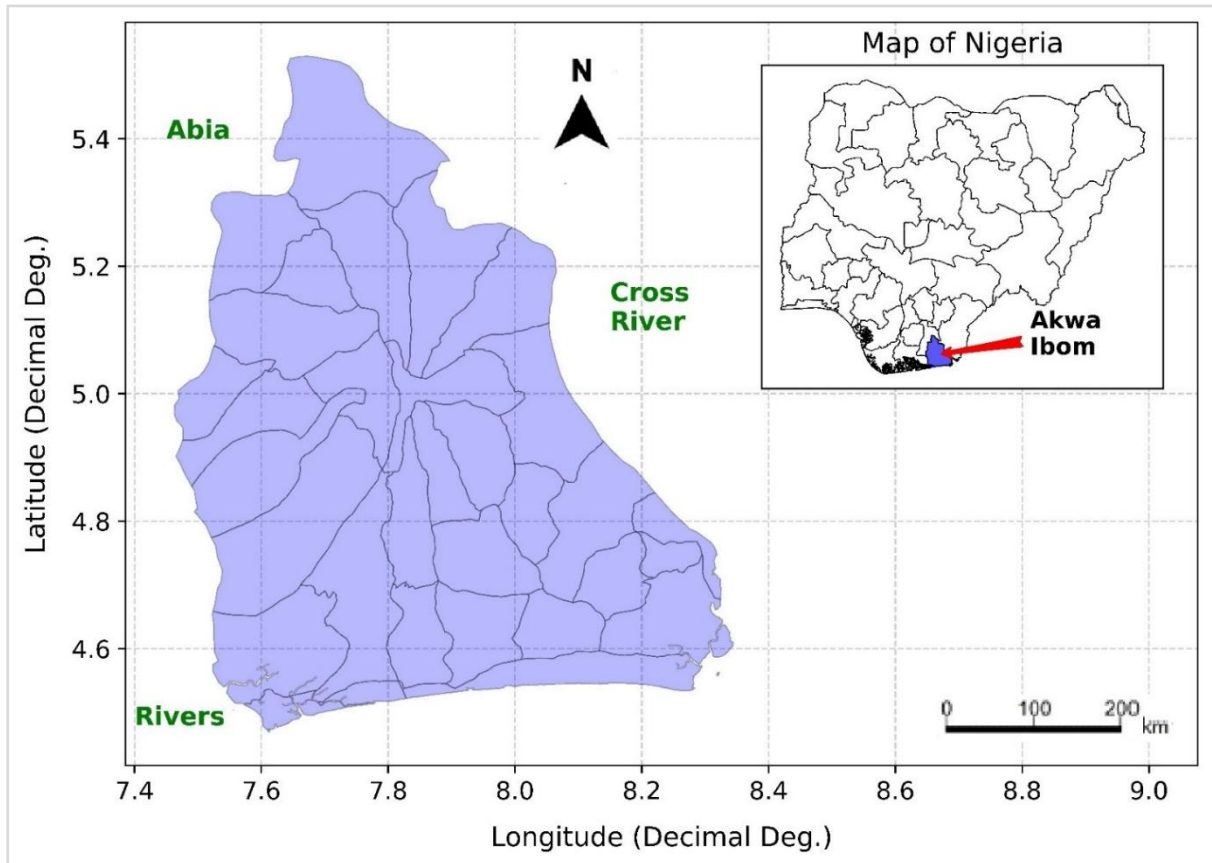 Map of Nigeria
N
Abia
Cross
River
Akwa
Ibom
Rivers
0 100 200
km
5.4
5.2
5.0
4.8
4.6
Latitude (Decimal Deg.)
7.4 7.6 7.8 8.0 8.2 8.4 8.6 8.8 9.0
Longitude (Decimal Deg.)